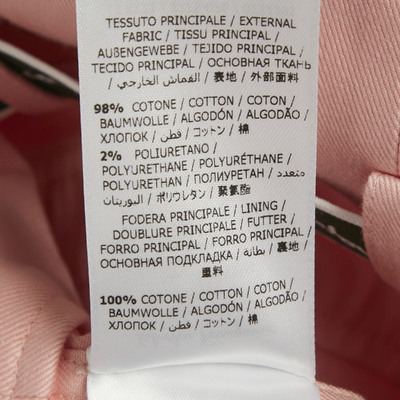 TESSUTO PRINCIPALE / EXTERNAL
FABRIC / TISSU PRINCIPAL /
AUßENGEWEBE / TEJIDO PRINCIPAL /
TECIDO PRINCIPAL / ОСНОВНАЯ ТКАНЬ
/ القماش الخارجي / 裏地 / 外部面料
98% COTONE / COTTON / COTON /
BAUMWOLLE / ALGODÓN / ALGODÃO /
ХЛОПОК / قطن / コットン / 棉
2% POLIURETANO /
POLYURETHANE / POLYURÉTHANE /
POLYURETHAN / ПОЛИУРЕТАН / متعدد
البوريتان / ポリウレタン / 聚氨酯
FODERA PRINCIPALE / LINING /
DOUBLURE PRINCIPALE / FUTTER /
FORRO PRINCIPAL / FORRO PRINCIPAL /
ОСНОВНАЯ ПОДКЛАДКА / بطانة / 裏地 /
里料
100% COTONE / COTTON / COTON /
BAUMWOLLE / ALGODÓN / ALGODÃO /
ХЛОПОК / قطن / コットン / 棉